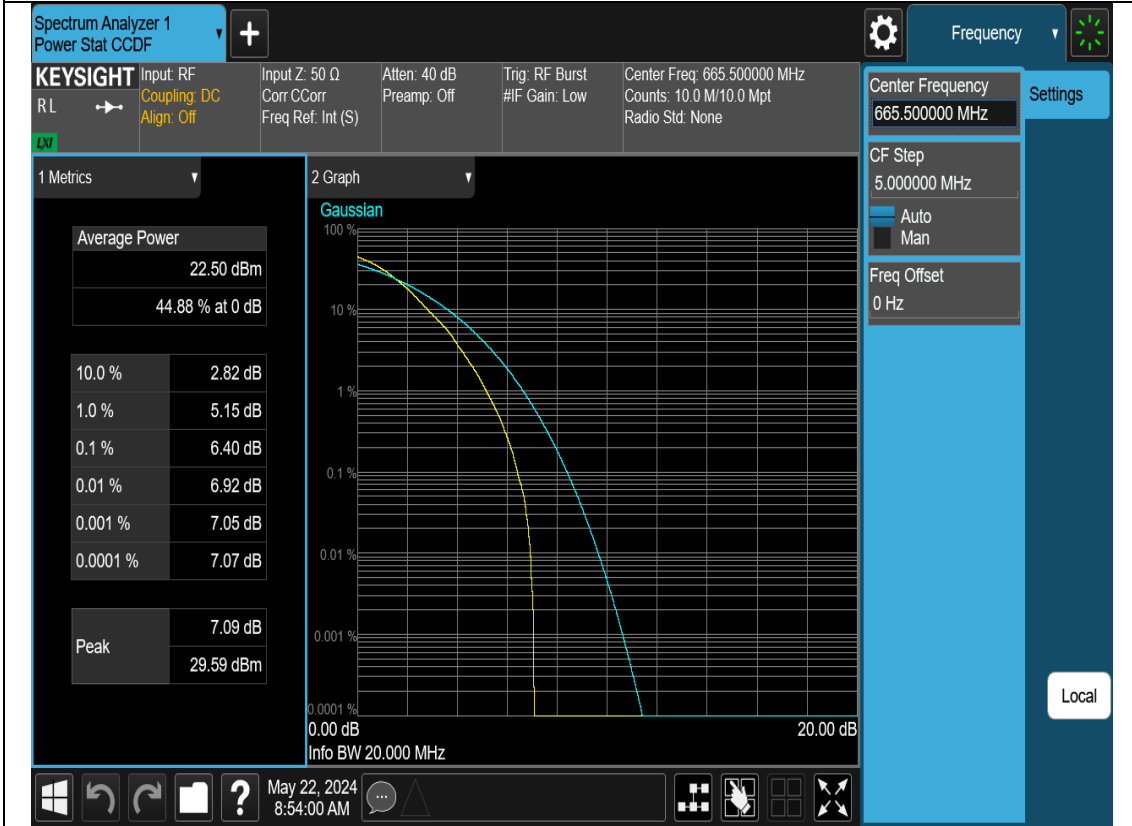 Spectrum Analyzer 1
Power Stat CCDF
+
Frequency
KEYSIGHT
RL
LXI
Input: RF
Coupling: DC
Align: Off
Input Z: 50 Ω
Corr CCorr
Freq Ref: Int (S)
Atten: 40 dB
Preamp: Off
Trig: RF Burst
#IF Gain: Low
Center Freq: 665.500000 MHz
Counts: 10.0 M/10.0 Mpt
Radio Std: None
Center Frequency
665.500000 MHz
Settings
CF Step
5.000000 MHz
Auto
Man
Freq Offset
0 Hz
1 Metrics
Average Power
22.50 dBm
44.88 % at 0 dB
10.0 % 2.82 dB
1.0 % 5.15 dB
0.1 % 6.40 dB
0.01 % 6.92 dB
0.001 % 7.05 dB
0.0001 % 7.07 dB
Peak
7.09 dB
29.59 dBm
2 Graph
Gaussian
100 %
10 %
1 %
0.1 %
0.01 %
0.001 %
0.0001 %
0.00 dB 20.00 dB
Info BW 20.000 MHz
Local
?
May 22, 2024
8:54:00 AM